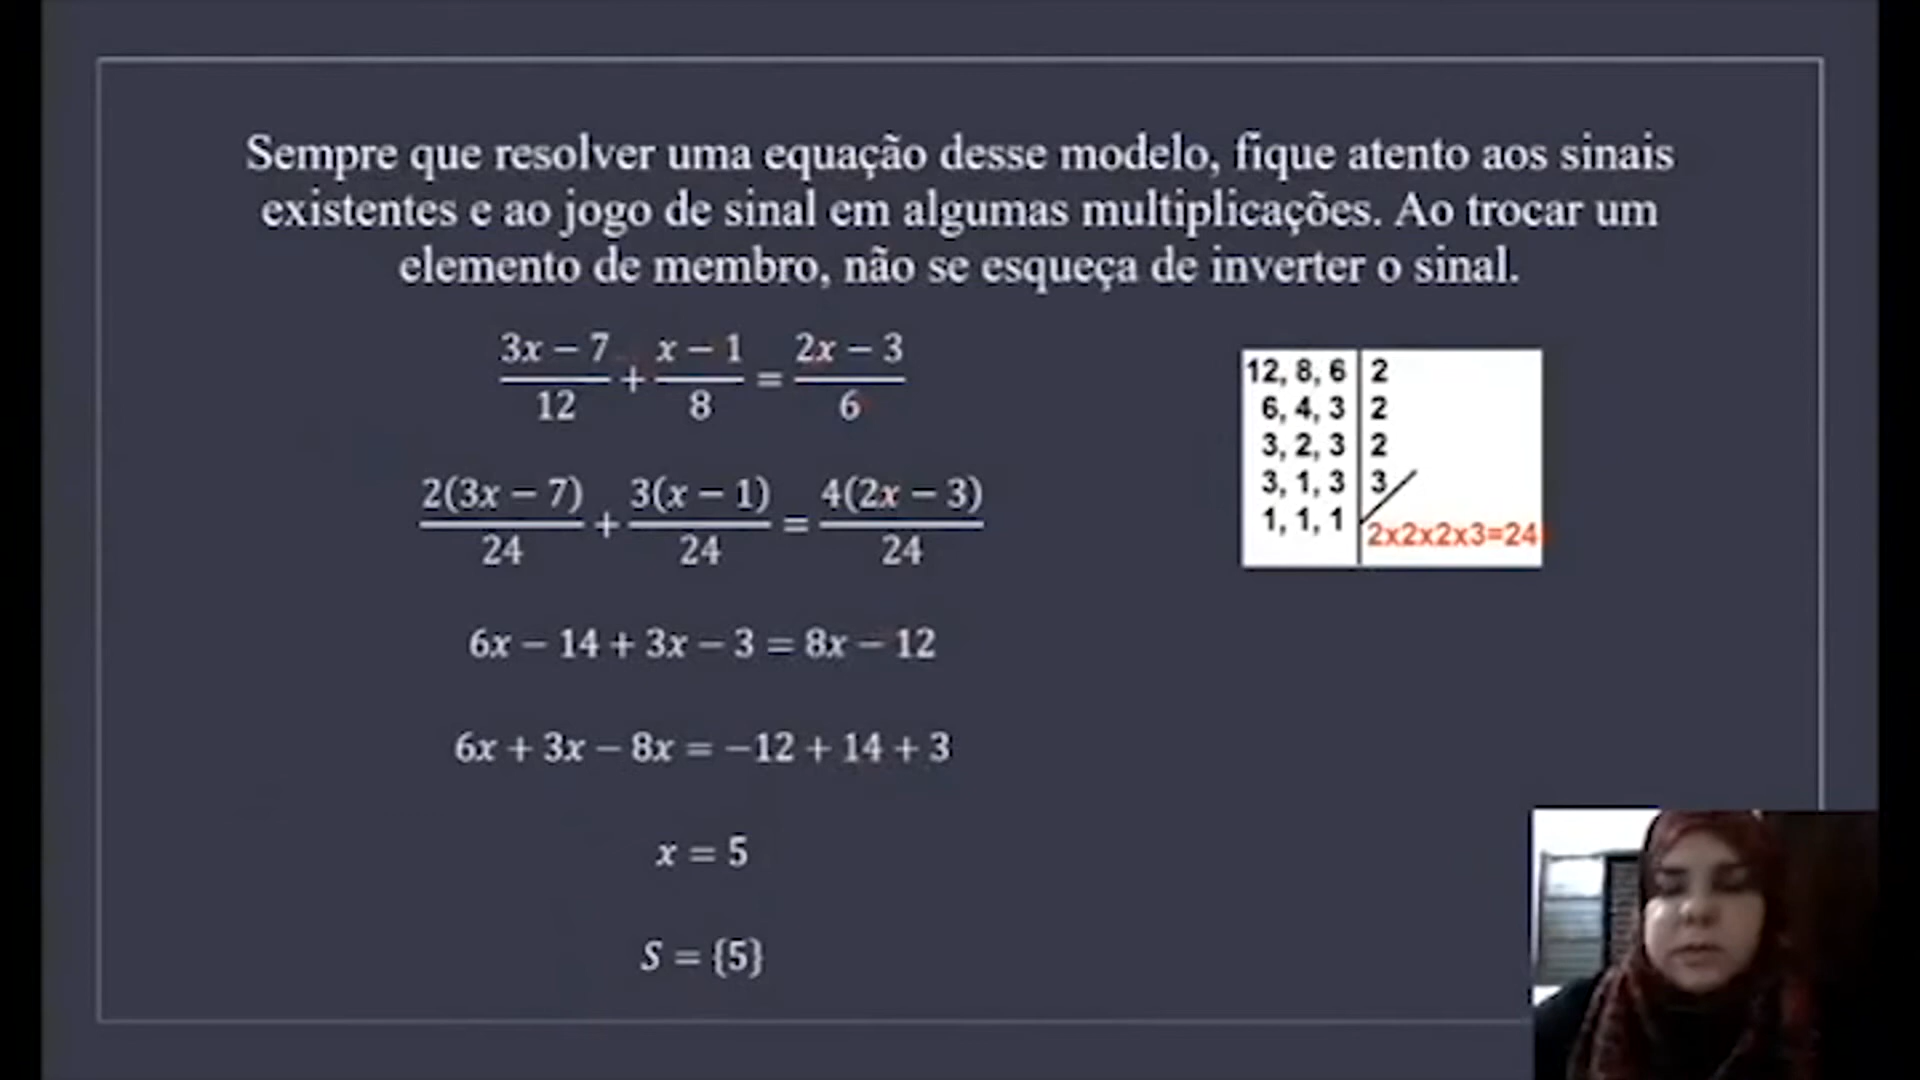 Sempre que resolver uma equação desse modelo, fique atento aos sinais
existentes e ao jogo de sinal em algumas multiplicações. Ao trocar um
elemento de membro, não se esqueça de inverter o sinal.
(3x − 7)/12 + (x − 1)/8 = (2x − 3)/6
2(3x − 7)/24 + 3(x − 1)/24 = 4(2x − 3)/24
6x − 14 + 3x − 3 = 8x − 12
6x + 3x − 8x = −12 + 14 + 3
x = 5
S = {5}
12, 8, 6 | 2
6, 4, 3 | 2
3, 2, 3 | 2
3, 1, 3 | 3
1, 1, 1
2x2x2x3=24